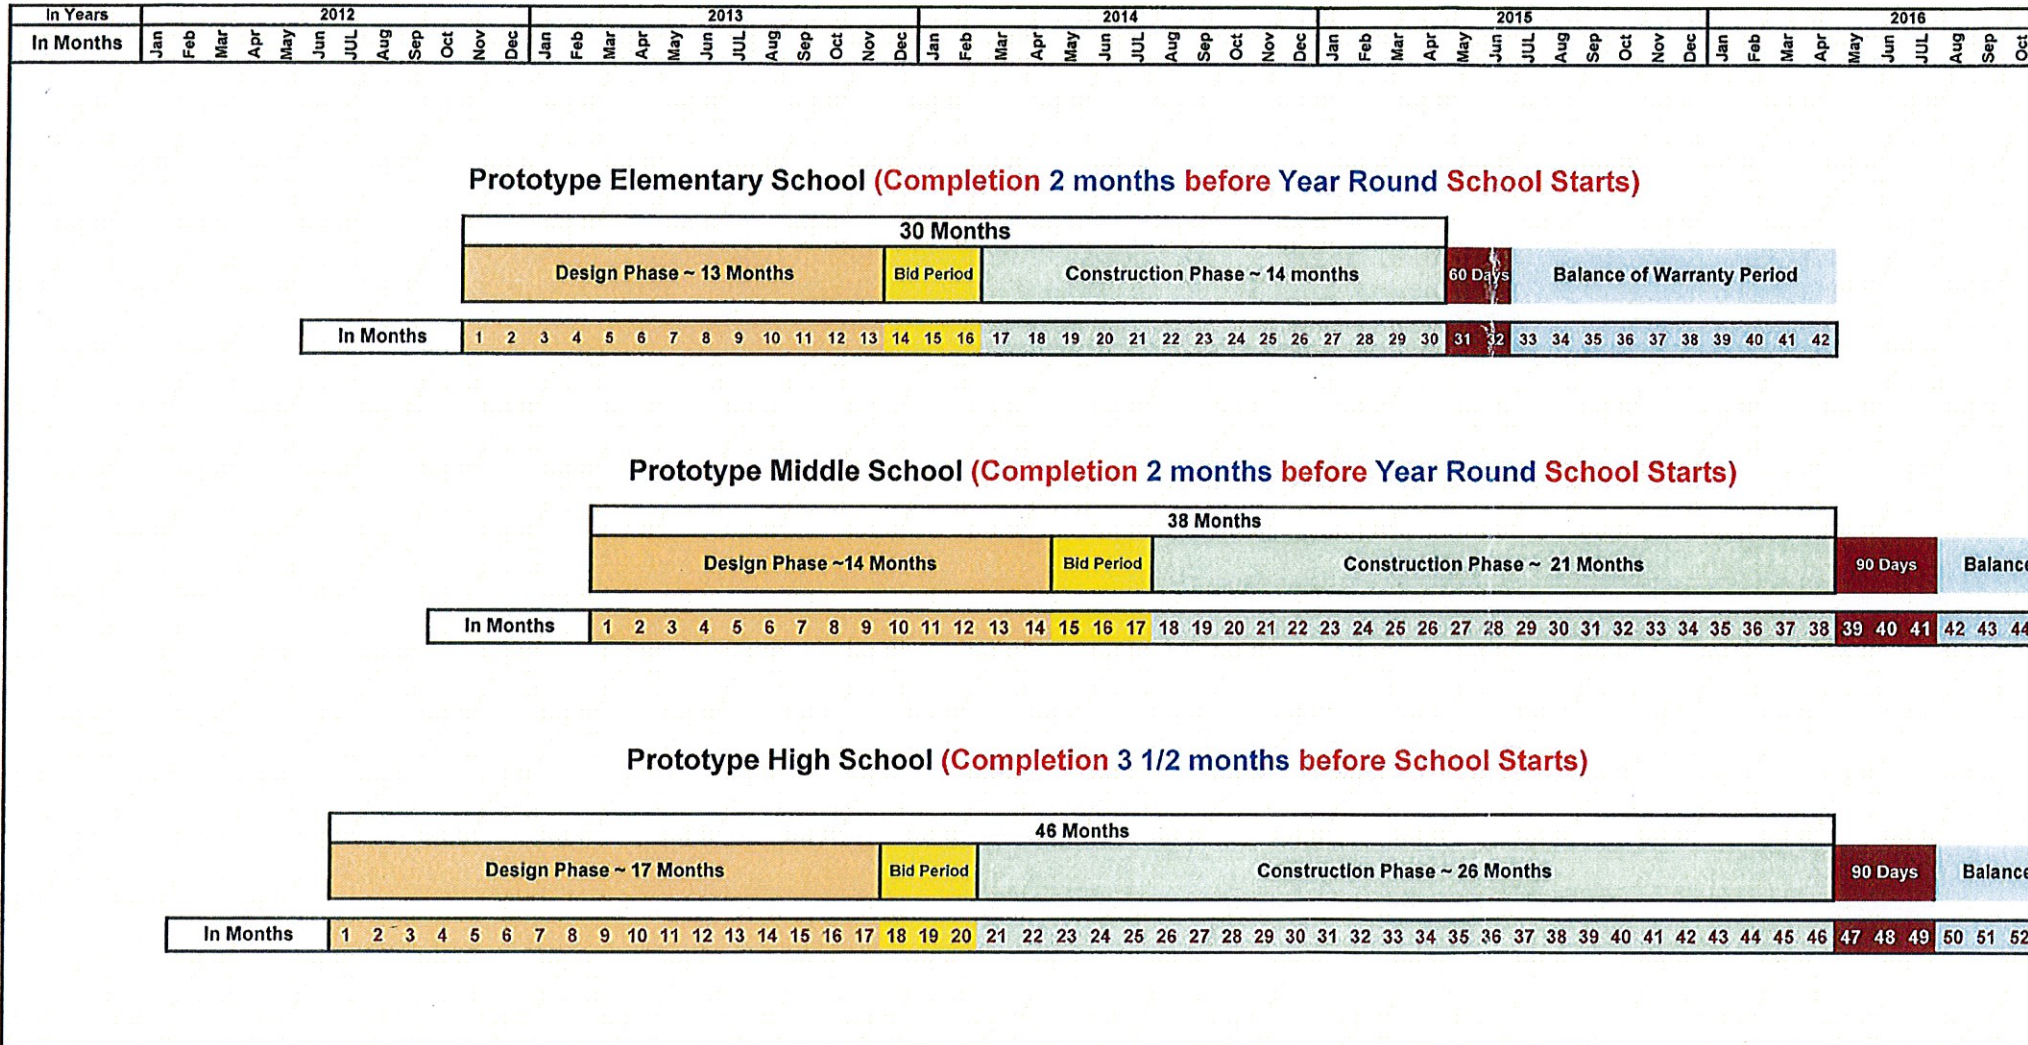 In Years 2012 2013 2014 2015 2016
In Months Jan Feb Mar Apr May Jun JUL Aug Sep Oct Nov Dec Jan Feb Mar Apr May Jun JUL Aug Sep Oct Nov Dec Jan Feb Mar Apr May Jun JUL Aug Sep Oct Nov Dec Jan Feb Mar Apr May Jun JUL Aug Sep Oct Nov Dec Jan Feb Mar Apr May Jun JUL Aug Sep Oct
Prototype Elementary School (Completion 2 months before Year Round School Starts)
30 Months
Design Phase ~ 13 Months Bid Period Construction Phase ~ 14 months 60 Days Balance of Warranty Period
In Months 1 2 3 4 5 6 7 8 9 10 11 12 13 14 15 16 17 18 19 20 21 22 23 24 25 26 27 28 29 30 31 32 33 34 35 36 37 38 39 40 41 42
Prototype Middle School (Completion 2 months before Year Round School Starts)
38 Months
Design Phase ~14 Months Bid Period Construction Phase ~ 21 Months 90 Days Balance
In Months 1 2 3 4 5 6 7 8 9 10 11 12 13 14 15 16 17 18 19 20 21 22 23 24 25 26 27 28 29 30 31 32 33 34 35 36 37 38 39 40 41 42 43 44
Prototype High School (Completion 3 1/2 months before School Starts)
46 Months
Design Phase ~ 17 Months Bid Period Construction Phase ~ 26 Months 90 Days Balance
In Months 1 2 3 4 5 6 7 8 9 10 11 12 13 14 15 16 17 18 19 20 21 22 23 24 25 26 27 28 29 30 31 32 33 34 35 36 37 38 39 40 41 42 43 44 45 46 47 48 49 50 51 52